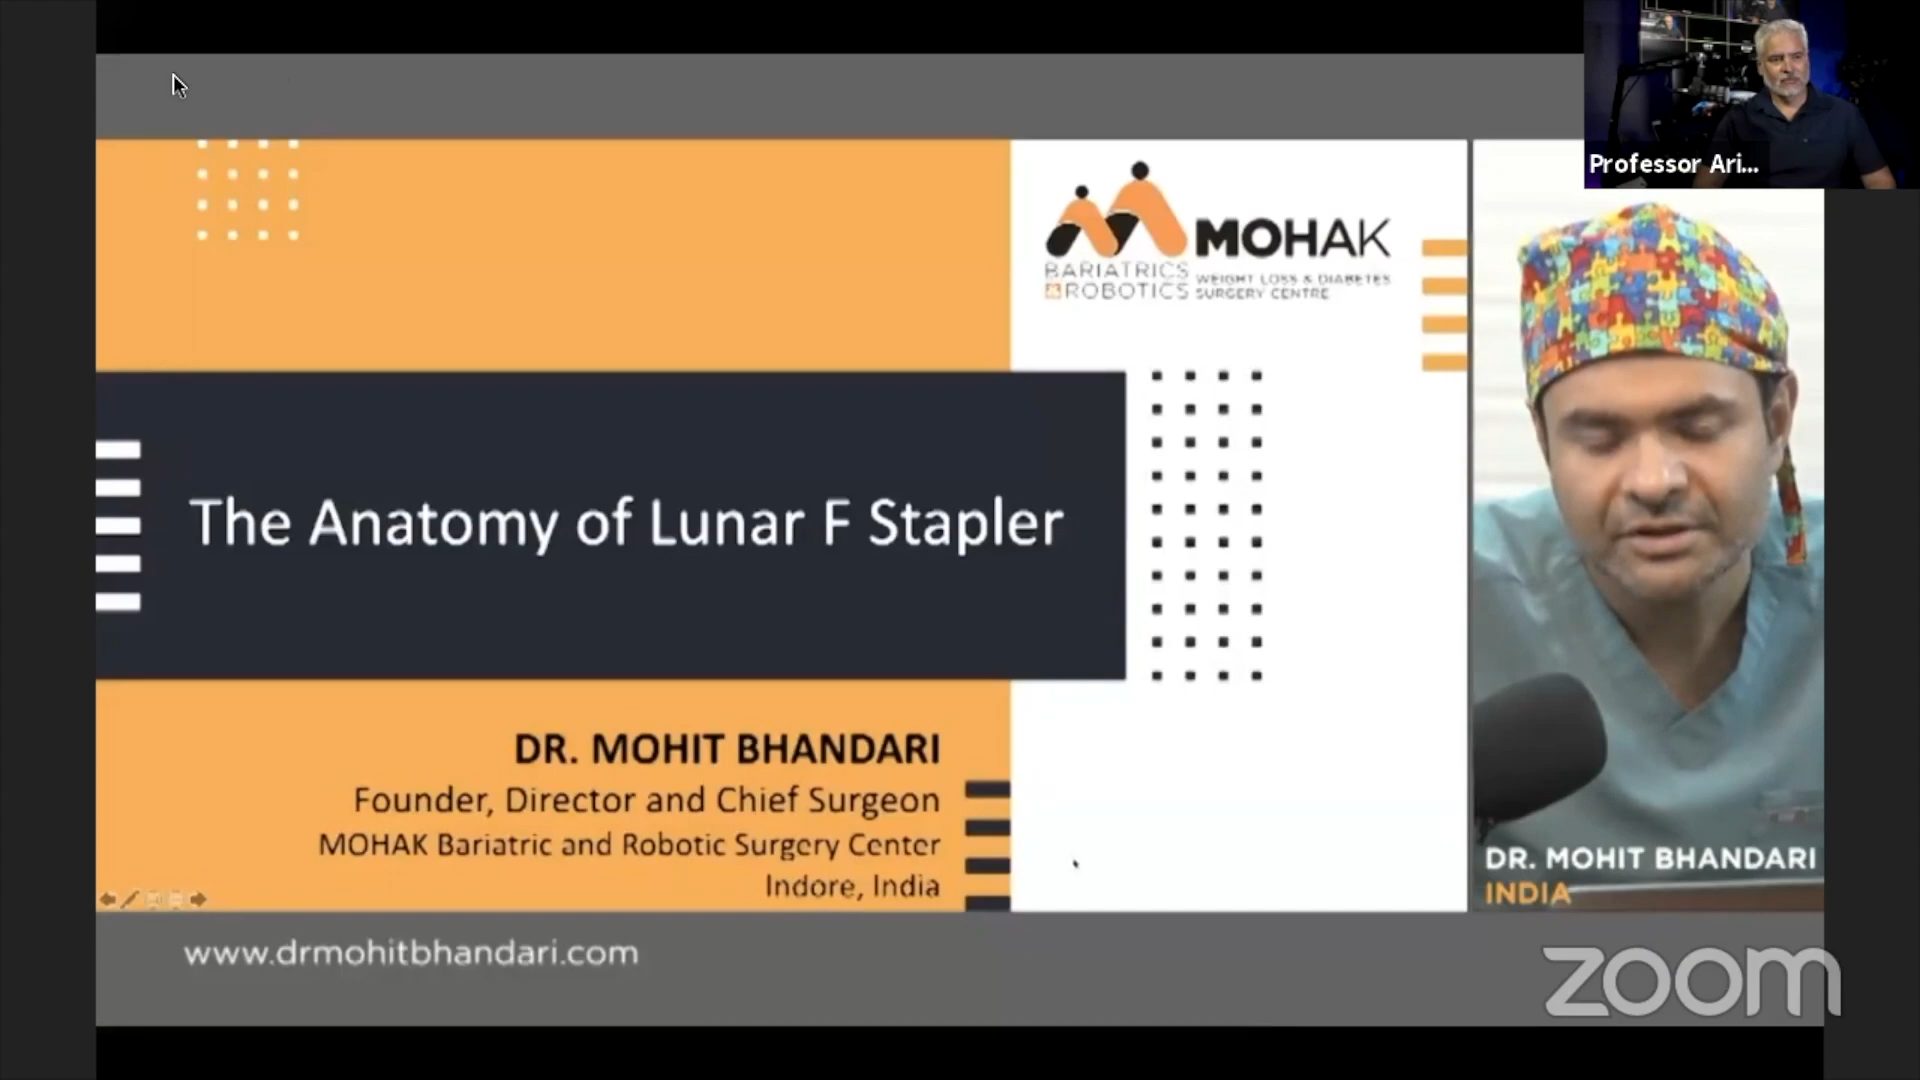 Professor Ari...
MOHAK
BARIATRICS
& ROBOTICS
WEIGHT LOSS & DIABETES
SURGERY CENTRE
The Anatomy of Lunar F Stapler
DR. MOHIT BHANDARI
Founder, Director and Chief Surgeon
MOHAK Bariatric and Robotic Surgery Center
Indore, India
DR. MOHIT BHANDARI
INDIA
www.drmohitbhandari.com
zoom